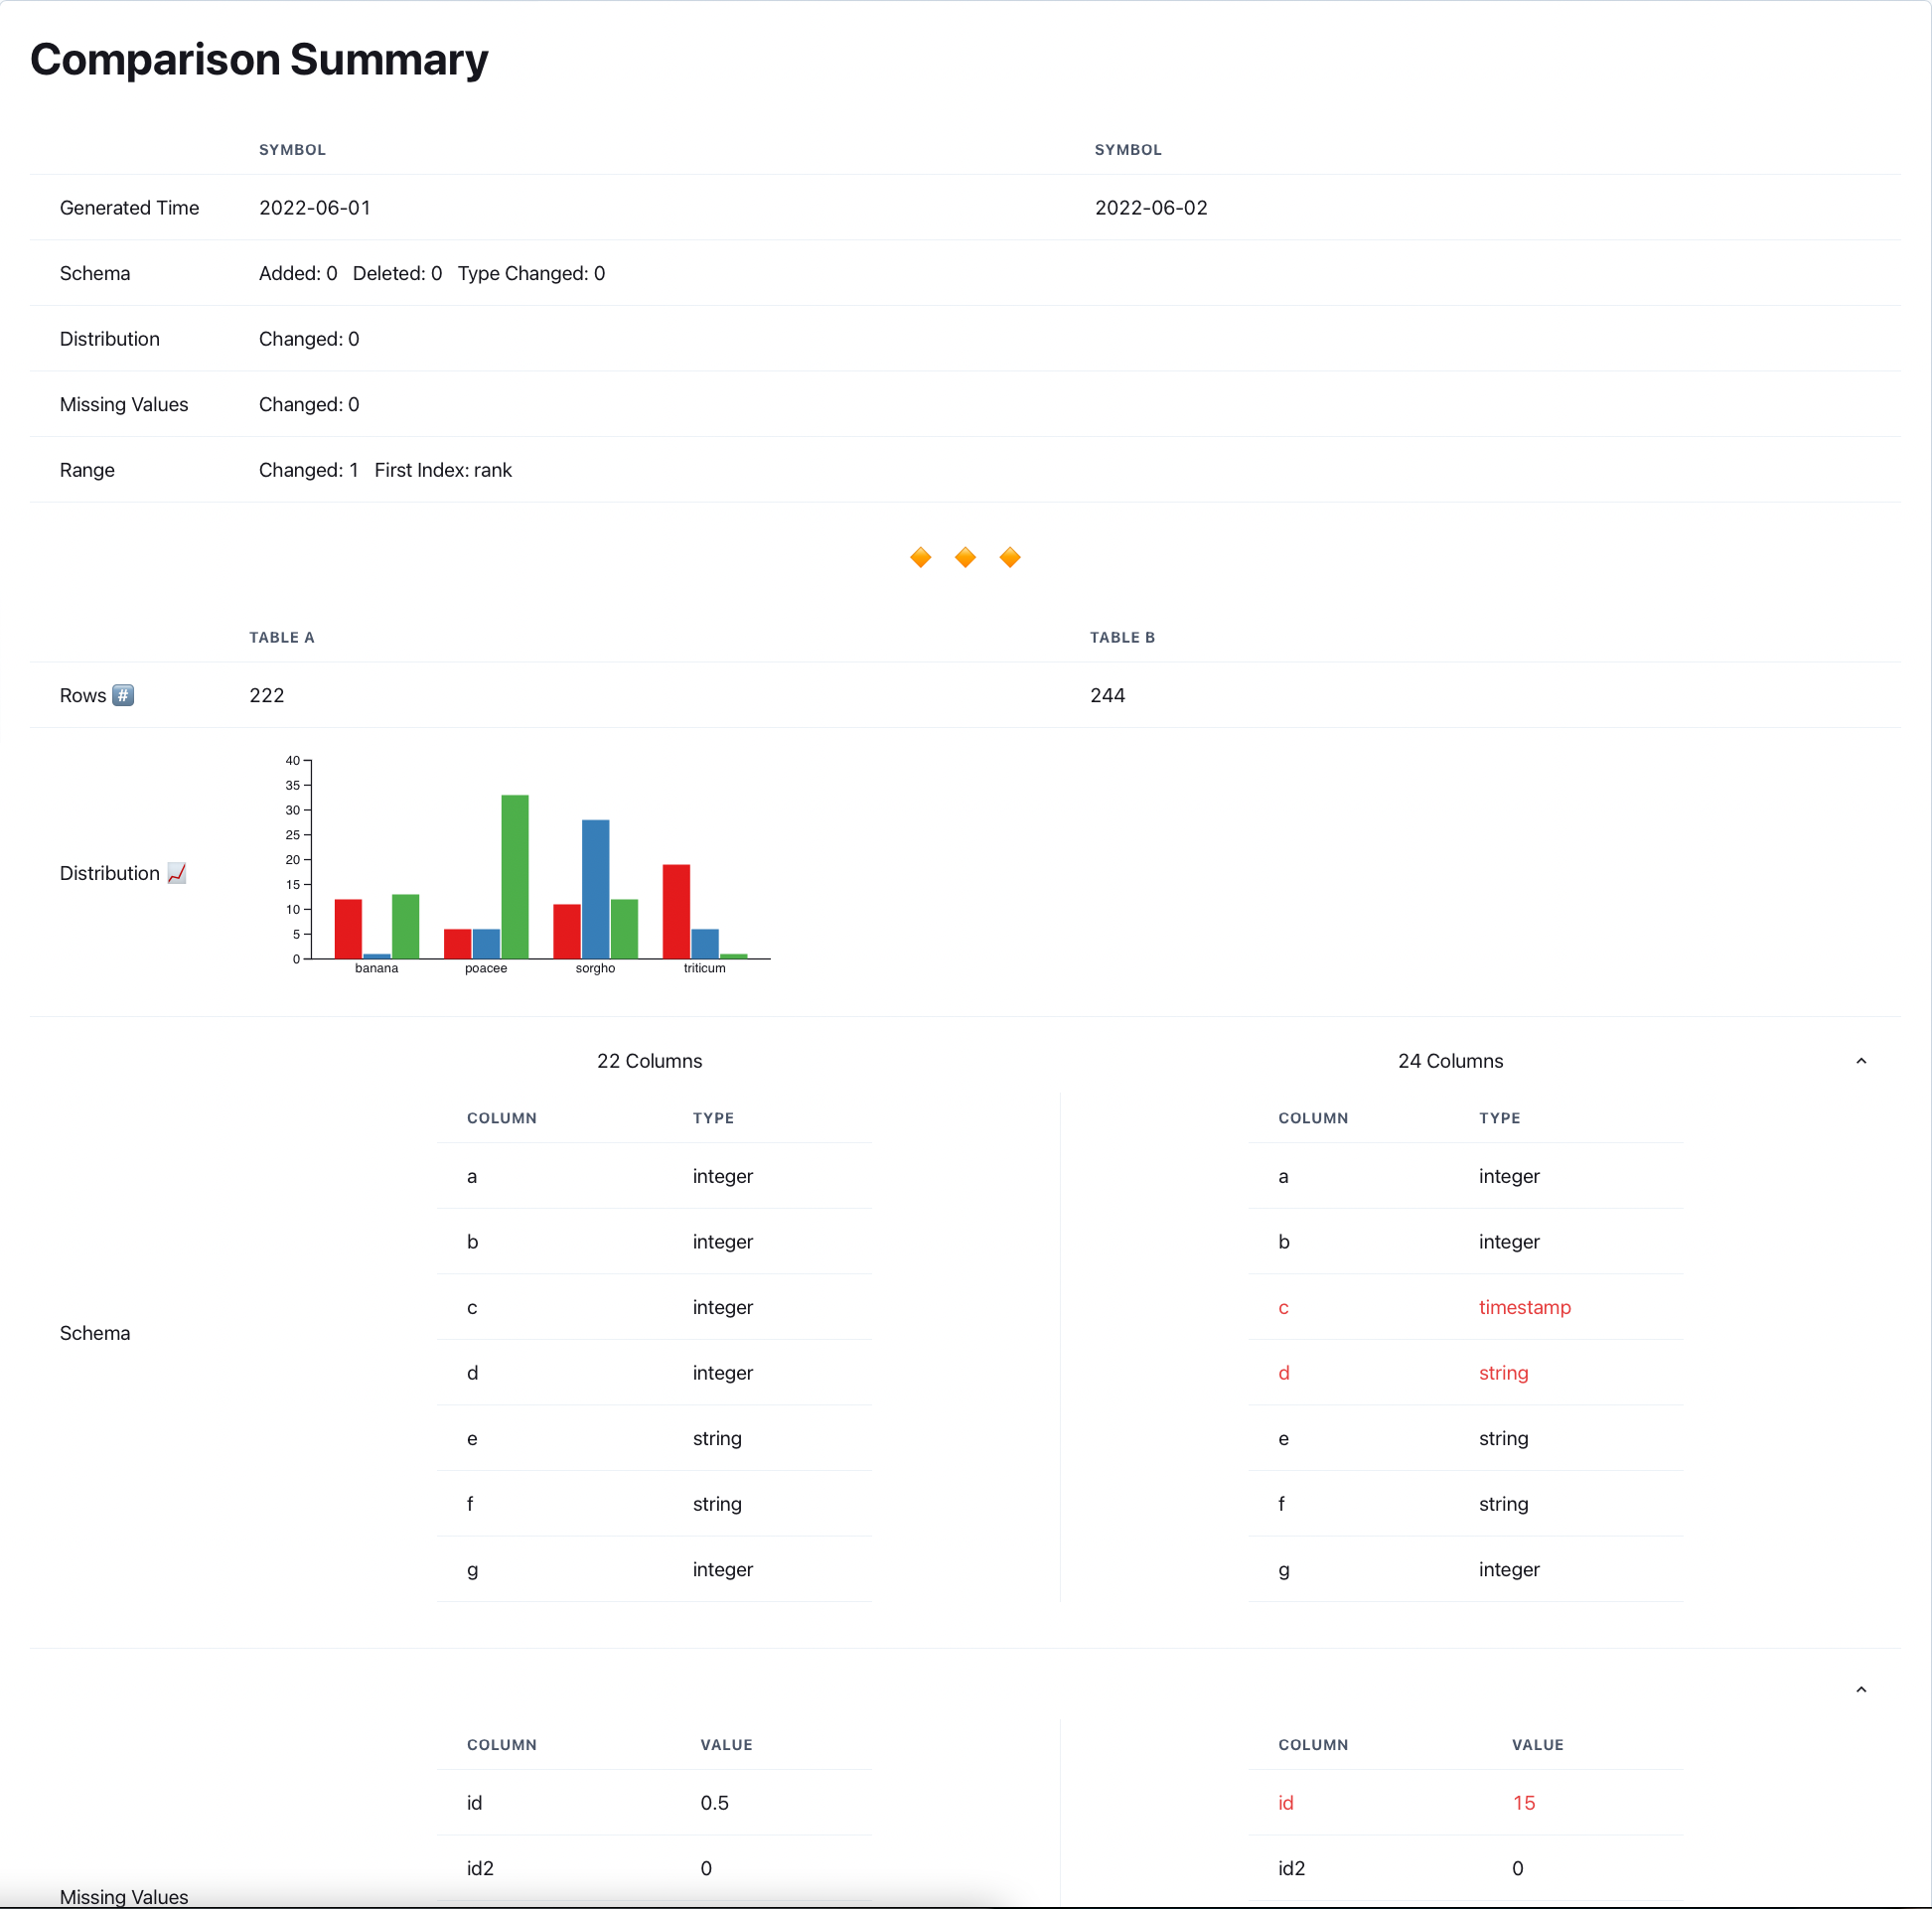 Comparison Summary
SYMBOL SYMBOL
Generated Time 2022-06-01 2022-06-02
Schema Added: 0 Deleted: 0 Type Changed: 0
Distribution Changed: 0
Missing Values Changed: 0
Range Changed: 1 First Index: rank
TABLE A TABLE B
Rows #️⃣ 222 244
40
35
30
25
20
15
10
5
0
banana poacee sorgho triticum
Distribution
22 Columns 24 Columns
COLUMN TYPE COLUMN TYPE
a integer a integer
b integer b integer
c integer c timestamp
Schema
d integer d string
e string e string
f string f string
g integer g integer
COLUMN VALUE COLUMN VALUE
id 0.5 id 15
id2 0 id2 0
Missing Values